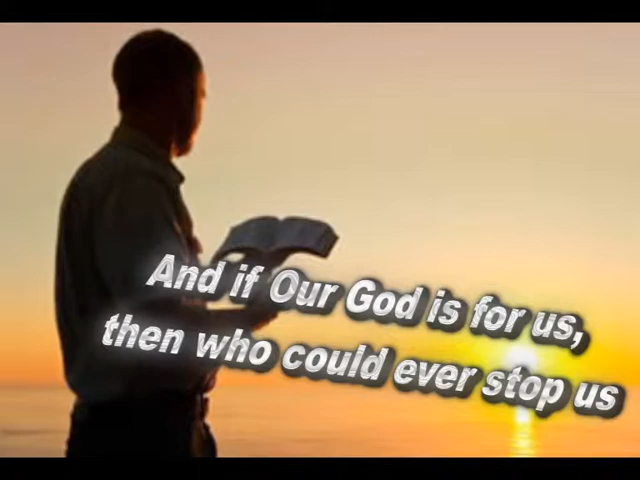 And if Our God is for us,
then who could ever stop us